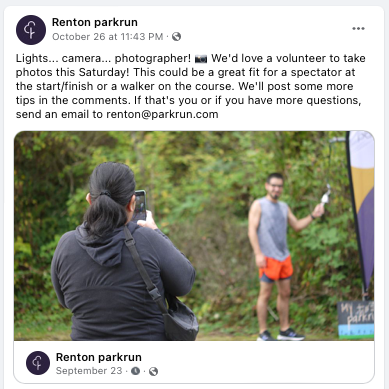 Renton parkrun
October 26 at 11:43 PM ·
Lights... camera... photographer! 📸 We'd love a volunteer to take
photos this Saturday! This could be a great fit for a spectator at
the start/finish or a walker on the course. We'll post some more
tips in the comments. If that's you or if you have more questions,
send an email to renton@parkrun.com
Renton parkrun
September 23 ·